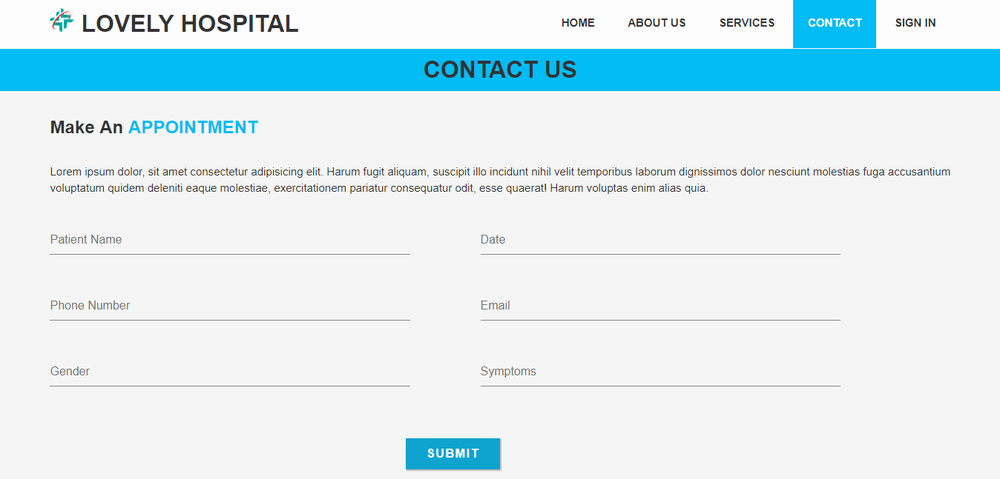 LOVELY HOSPITAL
HOME ABOUT US SERVICES CONTACT SIGN IN
CONTACT US
Make An APPOINTMENT
Lorem ipsum dolor, sit amet consectetur adipisicing elit. Harum fugit aliquam, suscipit illo incidunt nihil velit temporibus laborum dignissimos dolor nesciunt molestias fuga accusantium
voluptatum quidem deleniti eaque molestiae, exercitationem pariatur consequatur odit, esse quaerat! Harum voluptas enim alias quia.
Patient Name Date
Phone Number Email
Gender Symptoms
SUBMIT